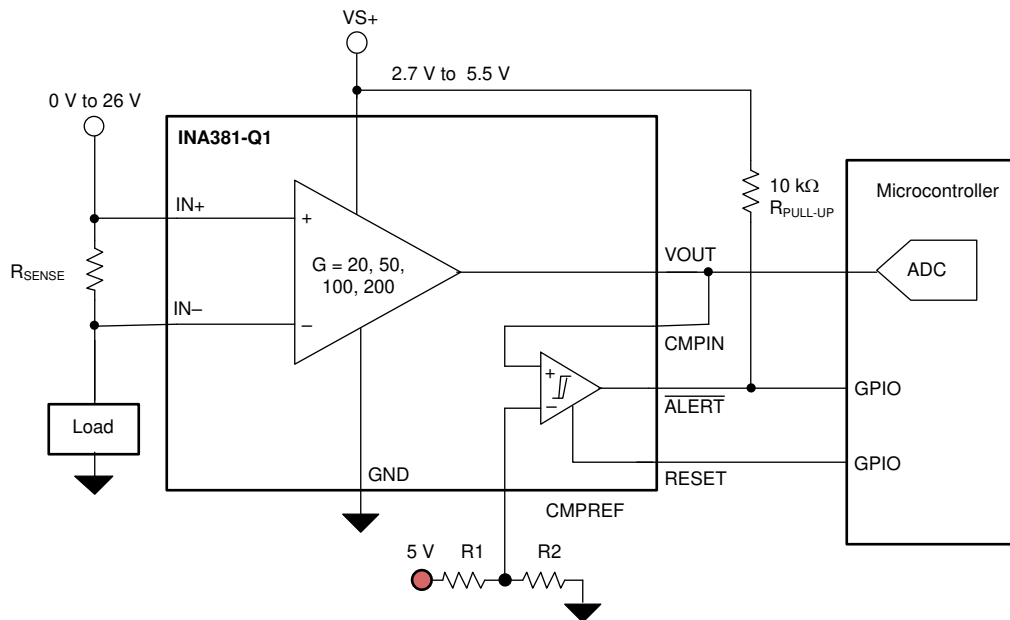 VS+
2.7 V to 5.5 V
0 V to 26 V
INA381-Q1
IN+
+
G = 20, 50,
100, 200
RSENSE
IN–
–
Load
GND
10 kΩ
RPULL-UP
Microcontroller
VOUT
ADC
CMPIN
+
–
ALERT
GPIO
RESET
GPIO
CMPREF
5 V
R1
R2